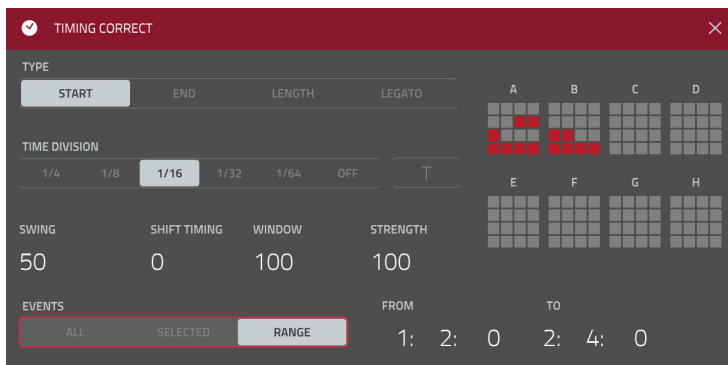 TIMING CORRECT
TYPE
START END LENGTH LEGATO
A B C D
TIME DIVISION
1/4 1/8 1/16 1/32 1/64 OFF T
E F G H
SWING SHIFT TIMING WINDOW STRENGTH
50 0 100 100
EVENTS FROM TO
ALL SELECTED RANGE 1: 2: 0 2: 4: 0